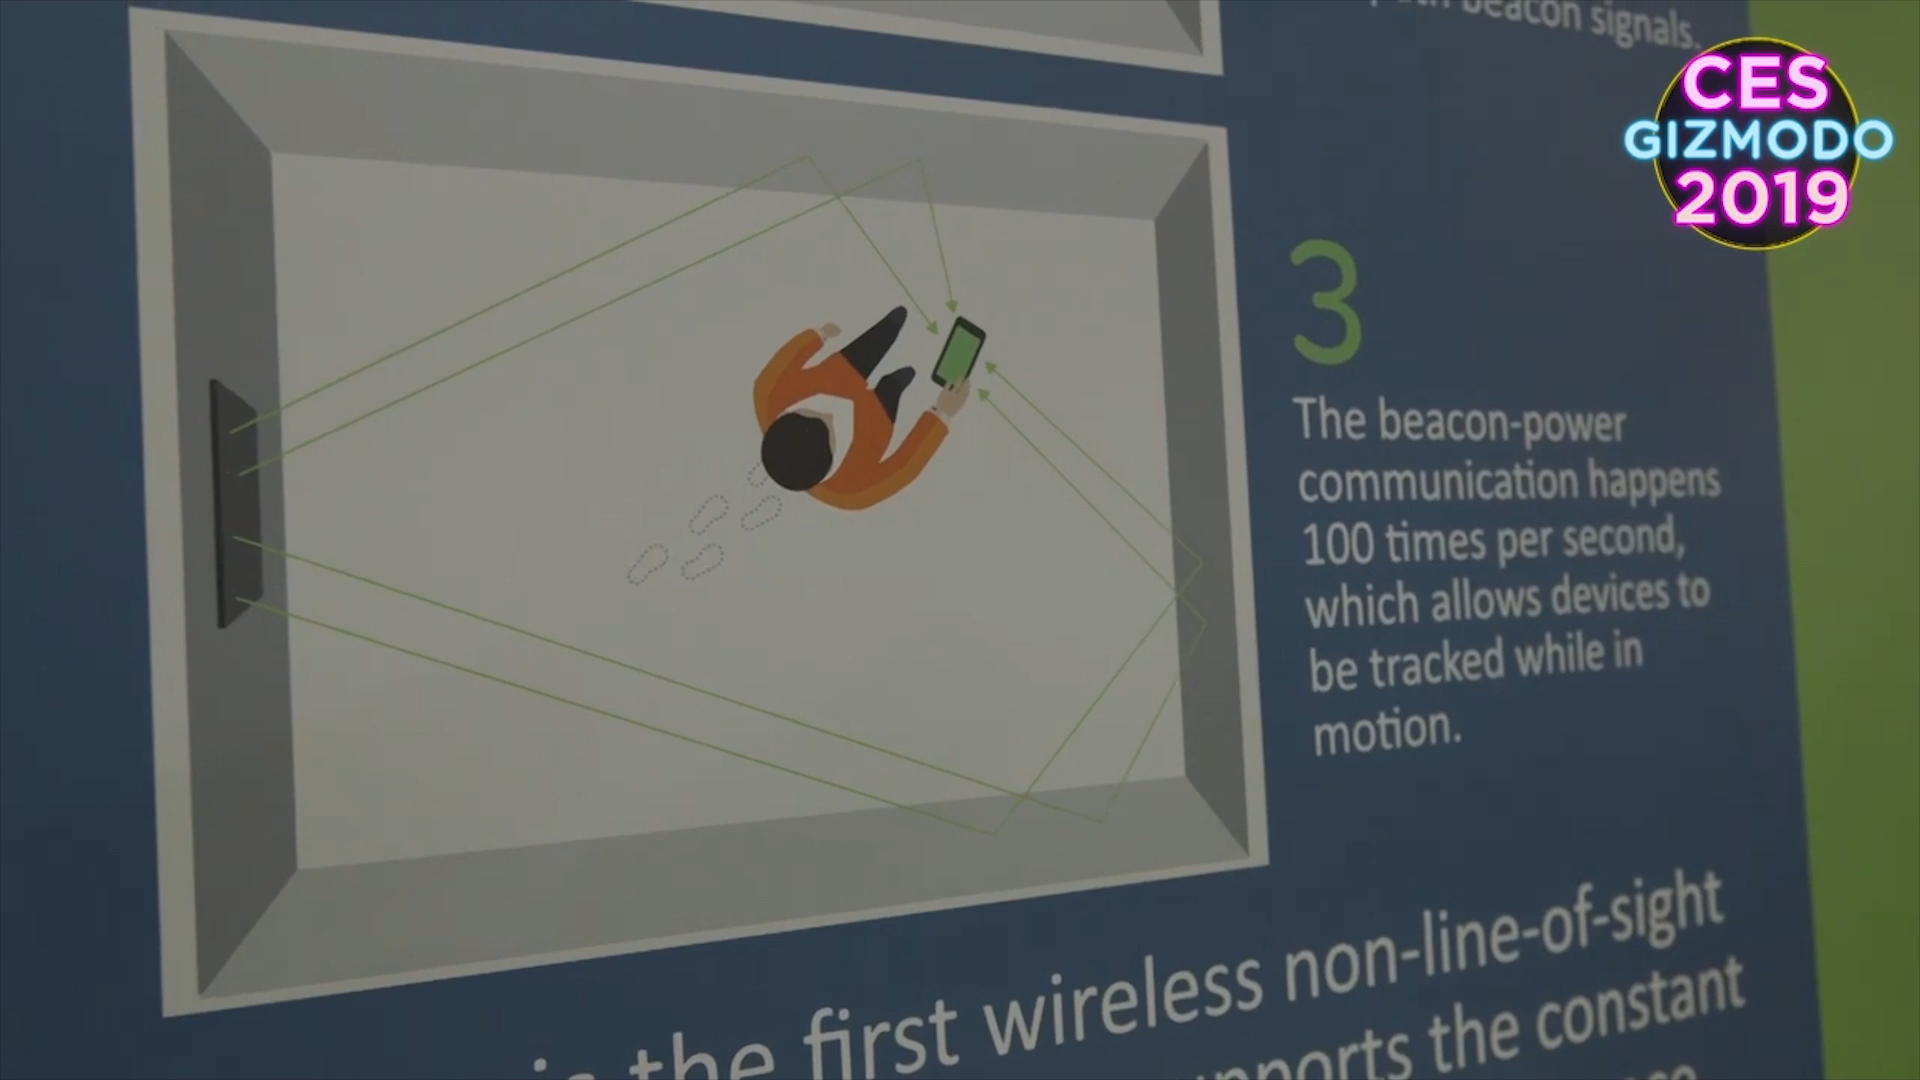 beacon signals.
CES
GIZMODO
2019
3
The beacon-power
communication happens
100 times per second,
which allows devices to
be tracked while in
motion.
is the first wireless non-line-of-sight
the constant